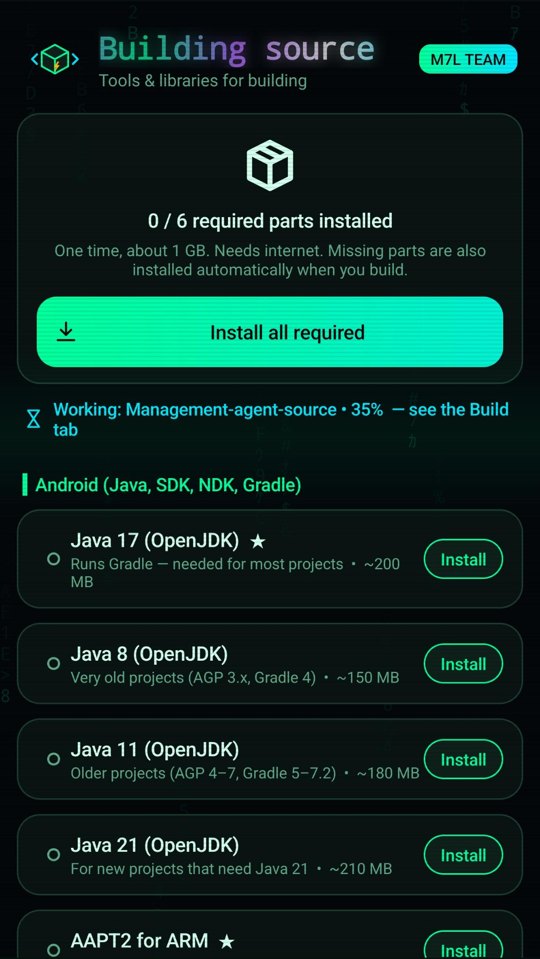 Building source
Tools & libraries for building
M7L TEAM
0 / 6 required parts installed
One time, about 1 GB. Needs internet. Missing parts are also
installed automatically when you build.
Install all required
Working: Management-agent-source • 35% — see the Build
tab
Android (Java, SDK, NDK, Gradle)
Java 17 (OpenJDK) ★
Runs Gradle — needed for most projects • ~200
MB
Install
Java 8 (OpenJDK)
Very old projects (AGP 3.x, Gradle 4) • ~150 MB
Install
Java 11 (OpenJDK)
Older projects (AGP 4–7, Gradle 5–7.2) • ~180 MB
Install
Java 21 (OpenJDK)
For new projects that need Java 21 • ~210 MB
Install
AAPT2 for ARM ★
Install